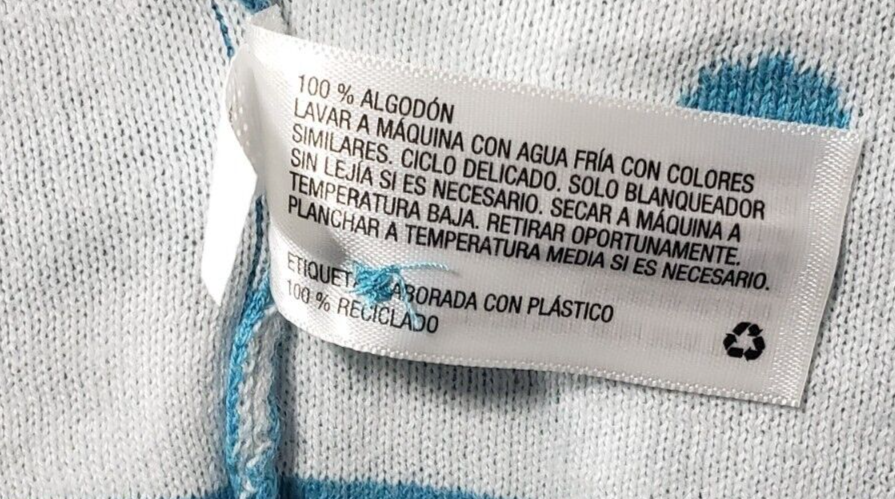 100 % ALGODÓN
LAVAR A MÁQUINA CON AGUA FRÍA CON COLORES
SIMILARES. CICLO DELICADO. SOLO BLANQUEADOR
SIN LEJÍA SI ES NECESARIO. SECAR A MÁQUINA A
TEMPERATURA BAJA. RETIRAR OPORTUNAMENTE.
PLANCHAR A TEMPERATURA MEDIA SI ES NECESARIO.
ETIQUETA ELABORADA CON PLÁSTICO
100 % RECICLADO